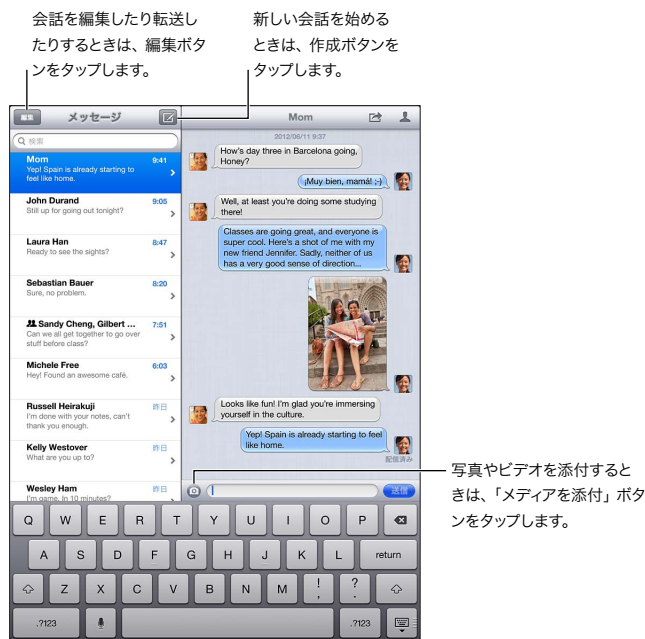 会話を編集したり転送し
たりするときは、編集ボタ
ンをタップします。
新しい会話を始める
ときは、作成ボタンを
タップします。
編集
メッセージ
Mom
検索
Mom 9:41
Yep! Spain is already starting to
feel like home.
John Durand 9:05
Still up for going out tonight?
Laura Han 8:47
Ready to see the sights?
Sebastian Bauer 8:20
Sure, no problem.
Sandy Cheng, Gilbert ... 7:51
Can we all get together to go over
stuff before class?
Michele Free 6:03
Hey! Found an awesome café.
Russell Heirakuji 昨日
I'm done with your notes, can't
thank you enough.
Kelly Westover 昨日
What are you up to?
Wesley Ham 昨日
I'm game. In 10 minutes?
2012/06/11 9:37
How's day three in Barcelona going,
Honey?
¡Muy bien, mamá! ;-)
Well, at least you're doing some studying
there!
Classes are going great, and everyone is
super cool. Here's a shot of me with my
new friend Jennifer. Sadly, neither of us
has a very good sense of direction...
Looks like fun! I'm glad you're immersing
yourself in the culture.
Yep! Spain is already starting to feel
like home.
配信済み
送信
写真やビデオを添付すると
きは、「メディアを添付」ボタ
ンをタップします。
Q W E R T Y U I O P
A S D F G H J K L return
Z X C V B N M ! , ? .
.?123 .?123